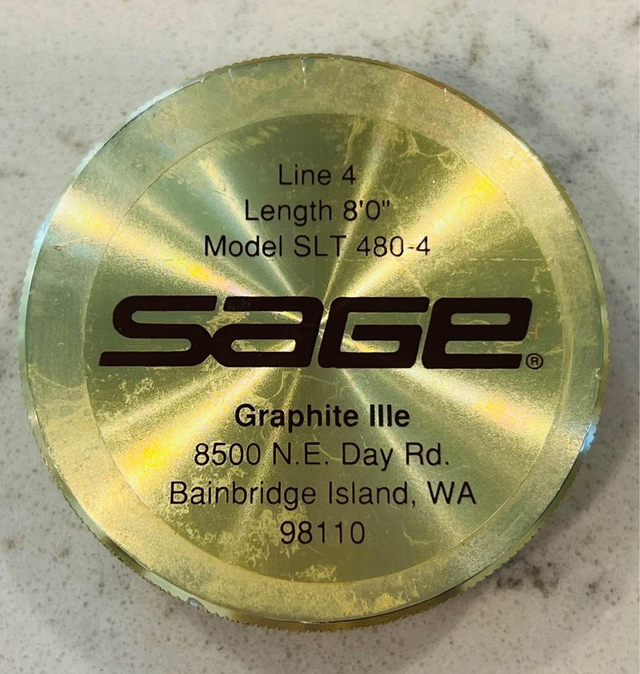 Line 4
Length 8'0"
Model SLT 480-4
SAGE®
Graphite IIIe
8500 N.E. Day Rd.
Bainbridge Island, WA
98110